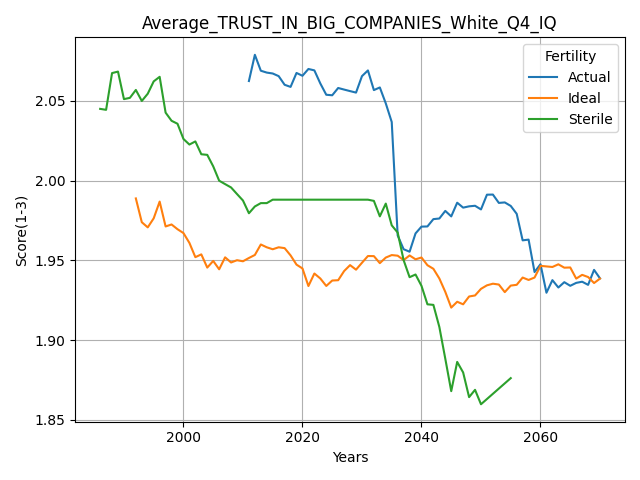 Average_TRUST_IN_BIG_COMPANIES_White_Q4_IQ
Fertility
Actual
Ideal
Sterile
Score(1-3)
2.05
2.00
1.95
1.90
1.85
2000
2020
2040
2060
Years